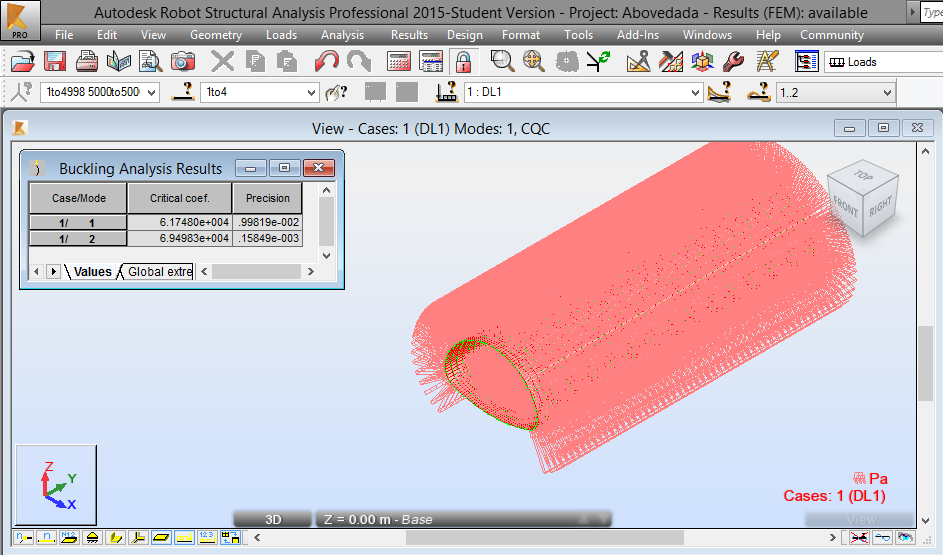 Autodesk Robot Structural Analysis Professional 2015-Student Version - Project: Abovedada - Results (FEM): available
Type
PRO
File Edit View Geometry Loads Analysis Results Design Format Tools Add-Ins Windows Help Community
Loads
1to4998 5000to500 1to4 1 : DL1 1..2
View - Cases: 1 (DL1) Modes: 1, CQC
Buckling Analysis Results
Case/Mode Critical coef. Precision
1/ 1 6.17480e+004 .99819e-002
1/ 2 6.94983e+004 .15849e-003
Values Global extre
TOP
FRONT RIGHT
Z
Y
X
Pa
Cases: 1 (DL1)
3D Z = 0.00 m - Base View